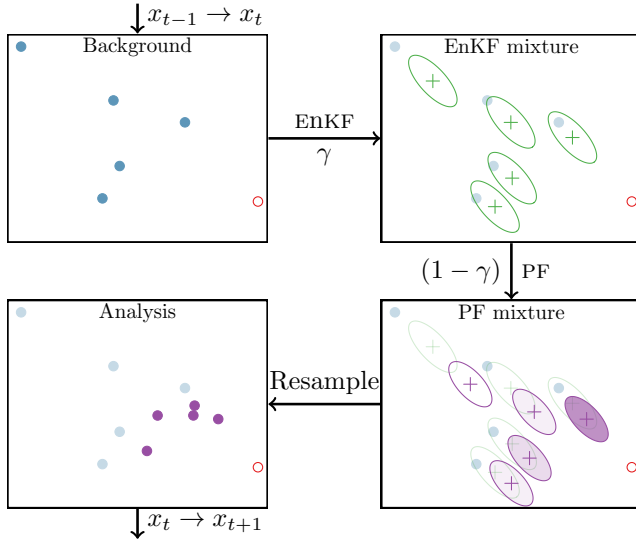 x_{t−1} → x_t
Background
EnKF mixture
EnKF
γ
(1 − γ) PF
Analysis
PF mixture
Resample
x_t → x_{t+1}